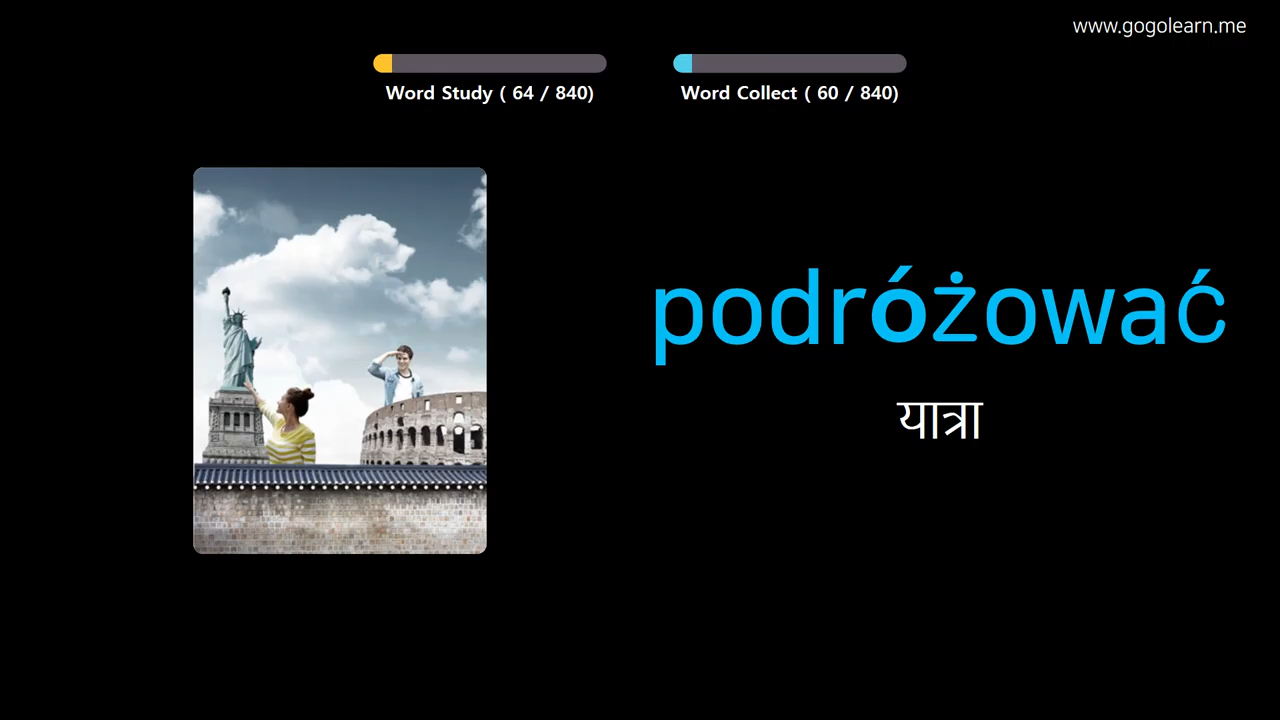 www.gogolearn.me
Word Study ( 64 / 840)
Word Collect ( 60 / 840)
podróżować
यात्रा